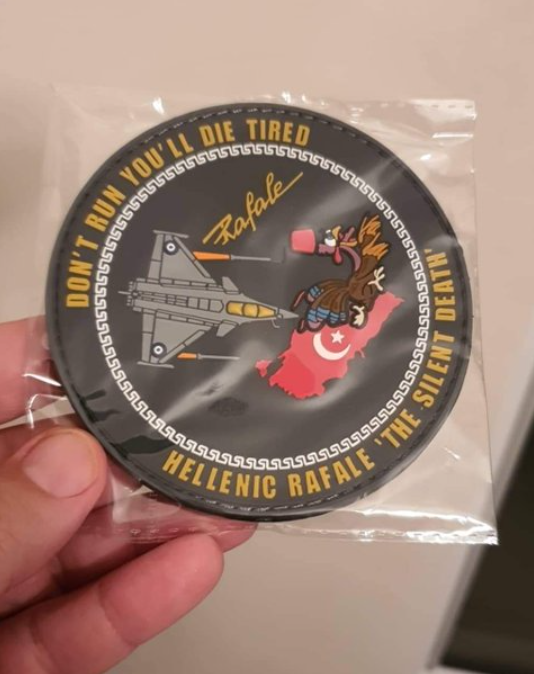 DON'T RUN YOU'LL DIE TIRED
Rafale
HELLENIC RAFALE 'THE SILENT DEATH'